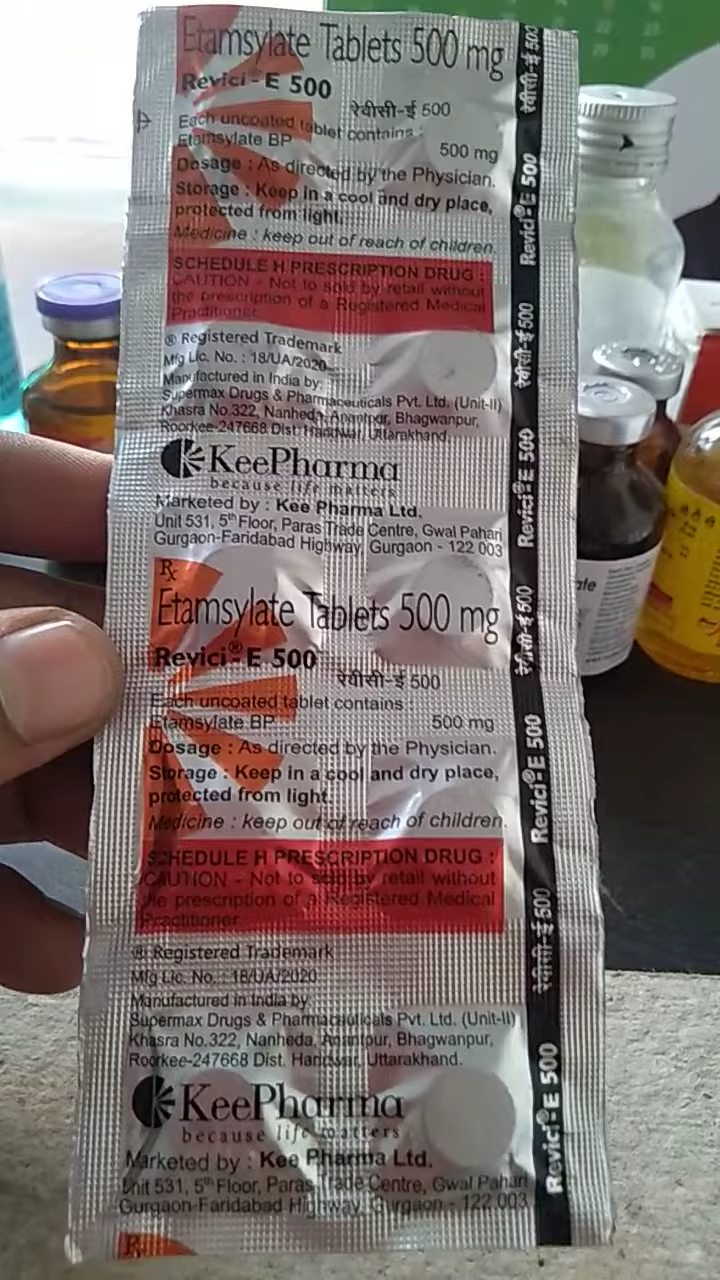 Etamsylate Tablets 500 mg
Revici - E 500
रेवीसी-ई 500
Each uncoated tablet contains :
Etamsylate BP 500 mg
Dosage : As directed by the Physician.
Storage : Keep in a cool and dry place,
protected from light.
Medicine : keep out of reach of children.
SCHEDULE H PRESCRIPTION DRUG :
CAUTION - Not to sold by retail without
the prescription of a Registered Medical
Practitioner.
® Registered Trademark
Mfg Lic. No. : 18/UA/2020
Manufactured in India by:
Supermax Drugs & Pharmaceuticals Pvt. Ltd. (Unit-II)
Khasra No.322, Nanheda, Anantpur, Bhagwanpur,
Roorkee-247668 Dist. Haridwar, Uttarakhand.
KeePharma
because life matters
Marketed by : Kee Pharma Ltd.
Unit 531, 5th Floor, Paras Trade Centre, Gwal Pahari
Gurgaon-Faridabad Highway, Gurgaon - 122 003
Rx
Etamsylate Tablets 500 mg
Revici®- E 500
रेवीसी-ई 500
Each uncoated tablet contains :
Etamsylate BP 500 mg
Dosage : As directed by the Physician.
Storage : Keep in a cool and dry place,
protected from light.
Medicine : keep out of reach of children.
SCHEDULE H PRESCRIPTION DRUG :
CAUTION - Not to sold by retail without
the prescription of a Registered Medical
Practitioner.
® Registered Trademark
Mfg Lic. No. : 18/UA/2020
Manufactured in India by:
Supermax Drugs & Pharmaceuticals Pvt. Ltd. (Unit-II)
Khasra No.322, Nanheda, Anantpur, Bhagwanpur,
Roorkee-247668 Dist. Haridwar, Uttarakhand.
KeePharma
because life matters
Marketed by : Kee Pharma Ltd.
Unit 531, 5th Floor, Paras Trade Centre, Gwal Pahari
Gurgaon-Faridabad Highway, Gurgaon - 122 003
Rx
रेवीसी-ई 500
Revici®-E 500
रेवीसी-ई 500
Revici®-E 500
रेवीसी-ई 500
Revici®-E 500
रेवीसी-ई 500
Revici®-E 500